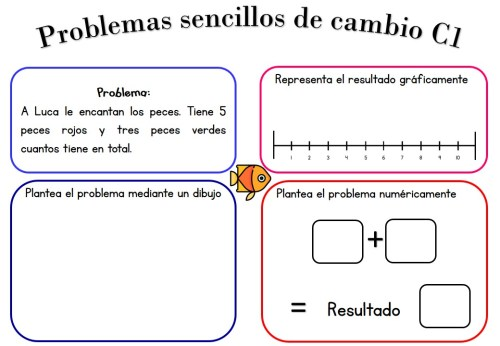 Problemas sencillos de cambio C1
Problema:
A Luca le encantan los peces. Tiene 5
peces rojos y tres peces verdes
cuantos tiene en total.
Representa el resultado gráficamente
1 2 3 4 5 6 7 8 9 10
Plantea el problema mediante un dibujo
Plantea el problema numéricamente
+
= Resultado